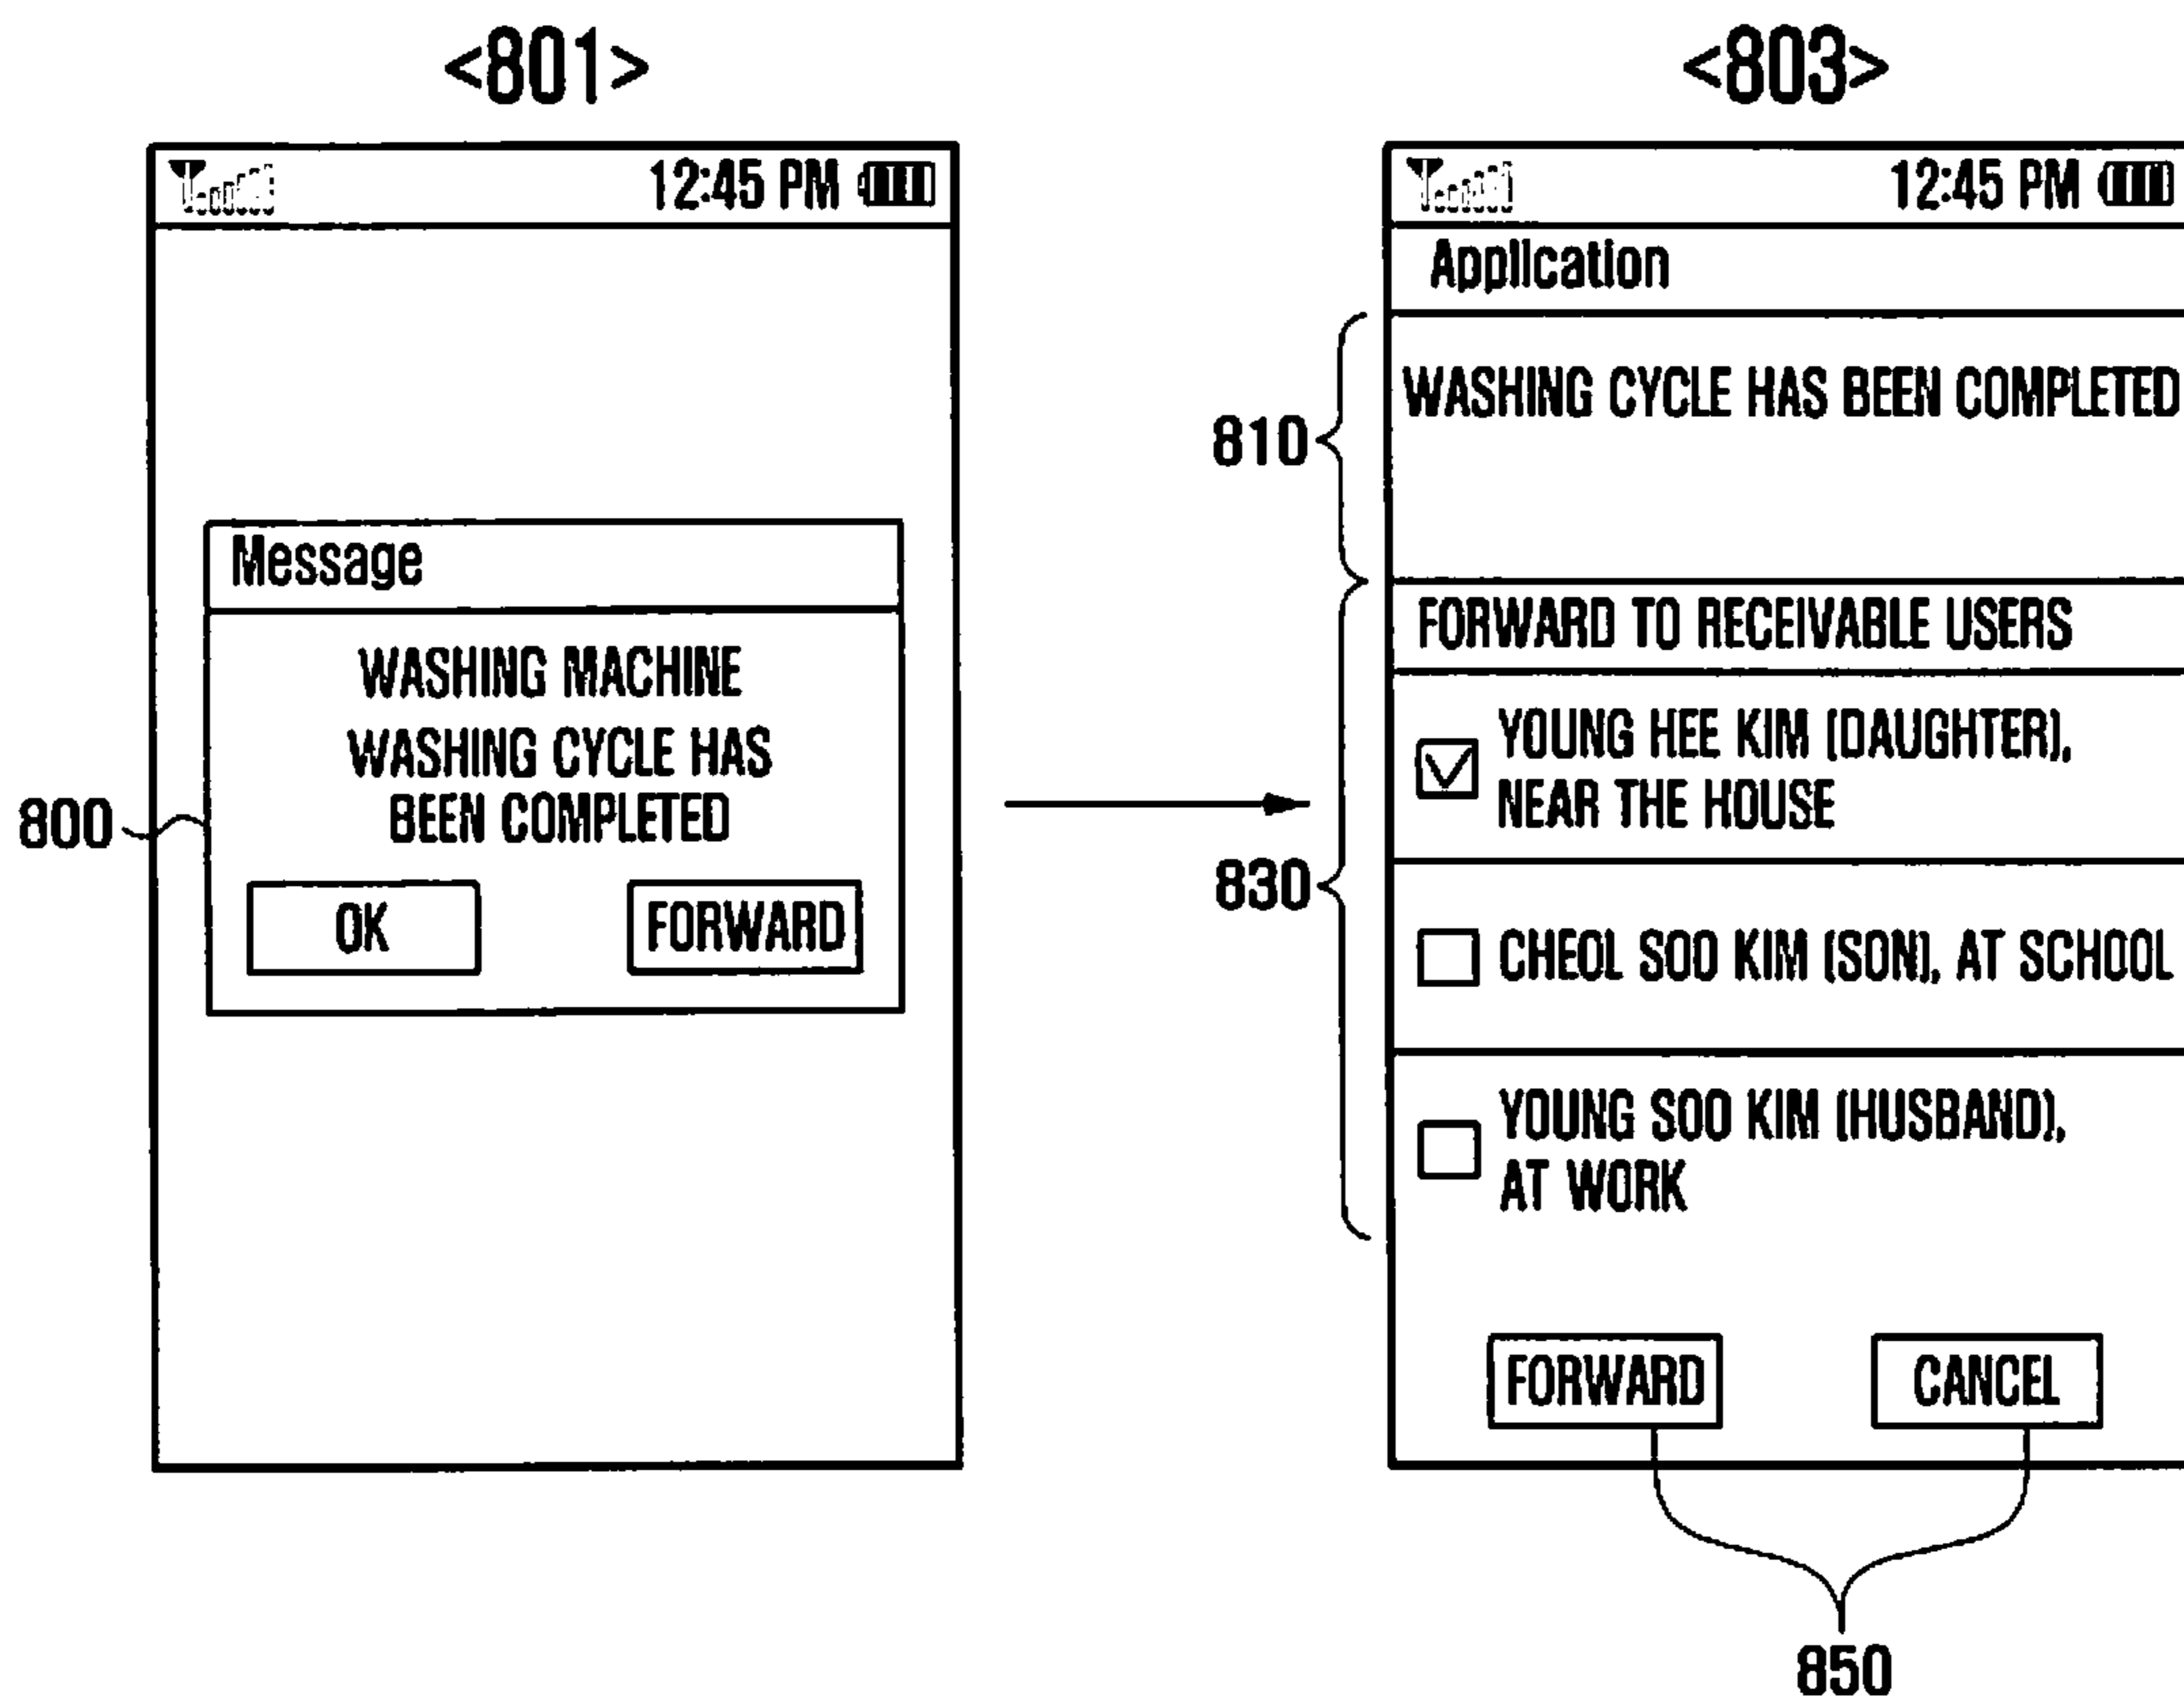 <801>
12:45 PM
Message
WASHING MACHINE
WASHING CYCLE HAS
BEEN COMPLETED
OK
FORWARD
800
<803>
12:45 PM
Application
WASHING CYCLE HAS BEEN COMPLETED
810
FORWARD TO RECEIVABLE USERS
YOUNG HEE KIM (DAUGHTER),
NEAR THE HOUSE
830
CHEOL SOO KIM (SON), AT SCHOOL
YOUNG SOO KIM (HUSBAND),
AT WORK
FORWARD
CANCEL
850